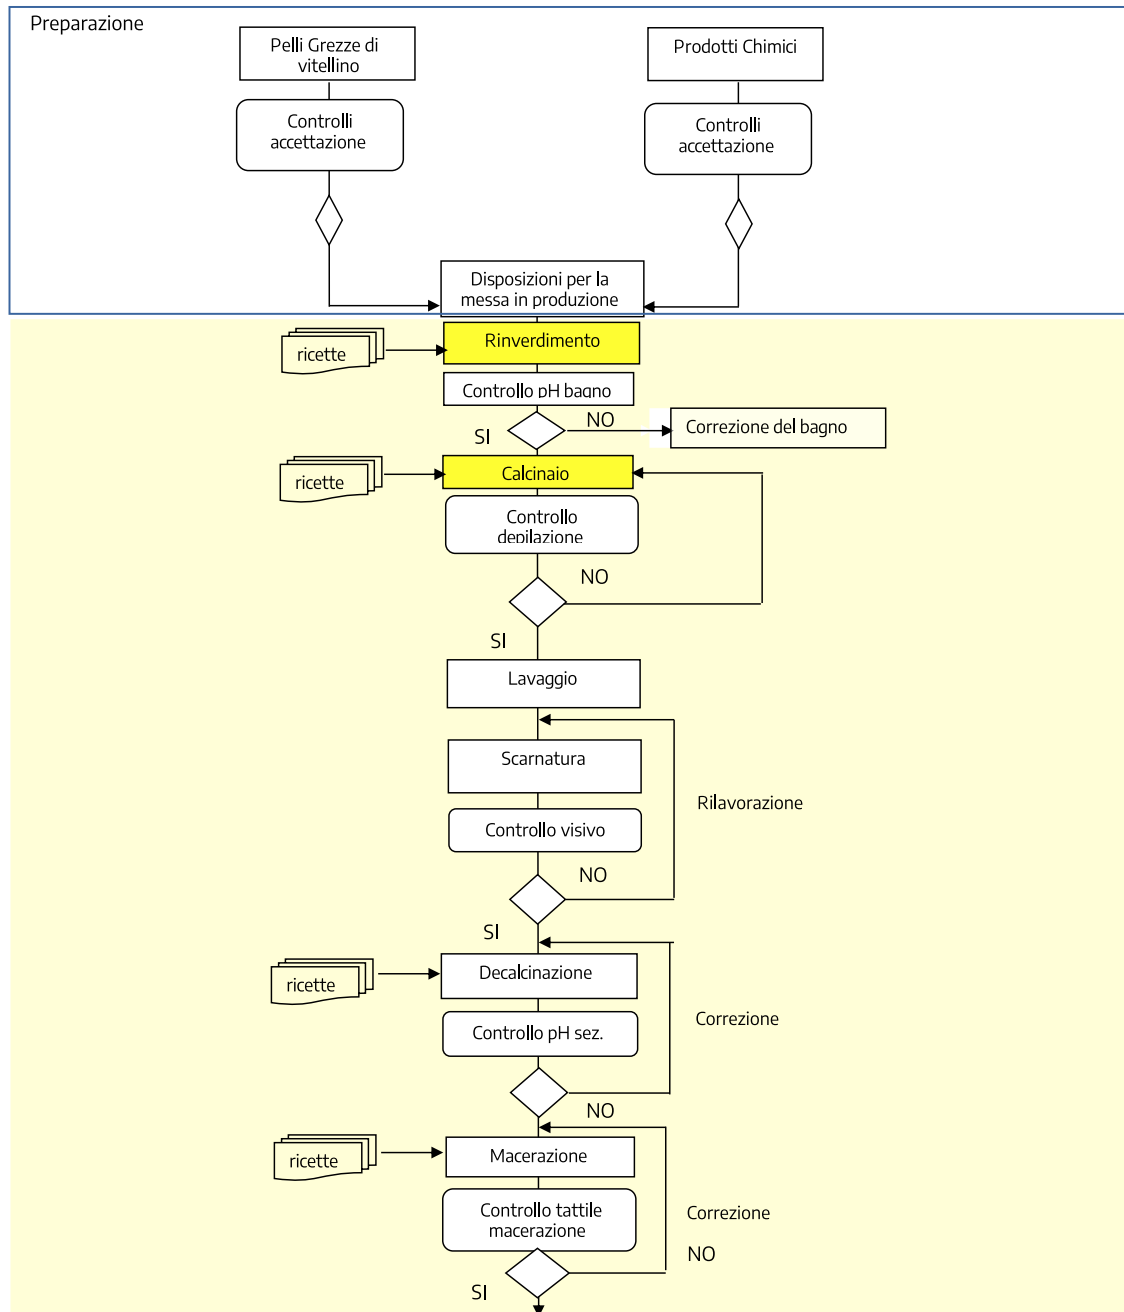 Preparazione
Pelli Grezze di
vitellino
Prodotti Chimici
Controlli
accettazione
Controlli
accettazione
Disposizioni per la
messa in produzione
ricette
Rinverdimento
Controllo pH bagno
SI
NO
Correzione del bagno
ricette
Calcinaio
Controllo
depilazione
NO
SI
Lavaggio
Scarnatura
Rilavorazione
Controllo visivo
NO
SI
ricette
Decalcinazione
Correzione
Controllo pH sez.
NO
ricette
Macerazione
Controllo tattile
macerazione
Correzione
NO
SI